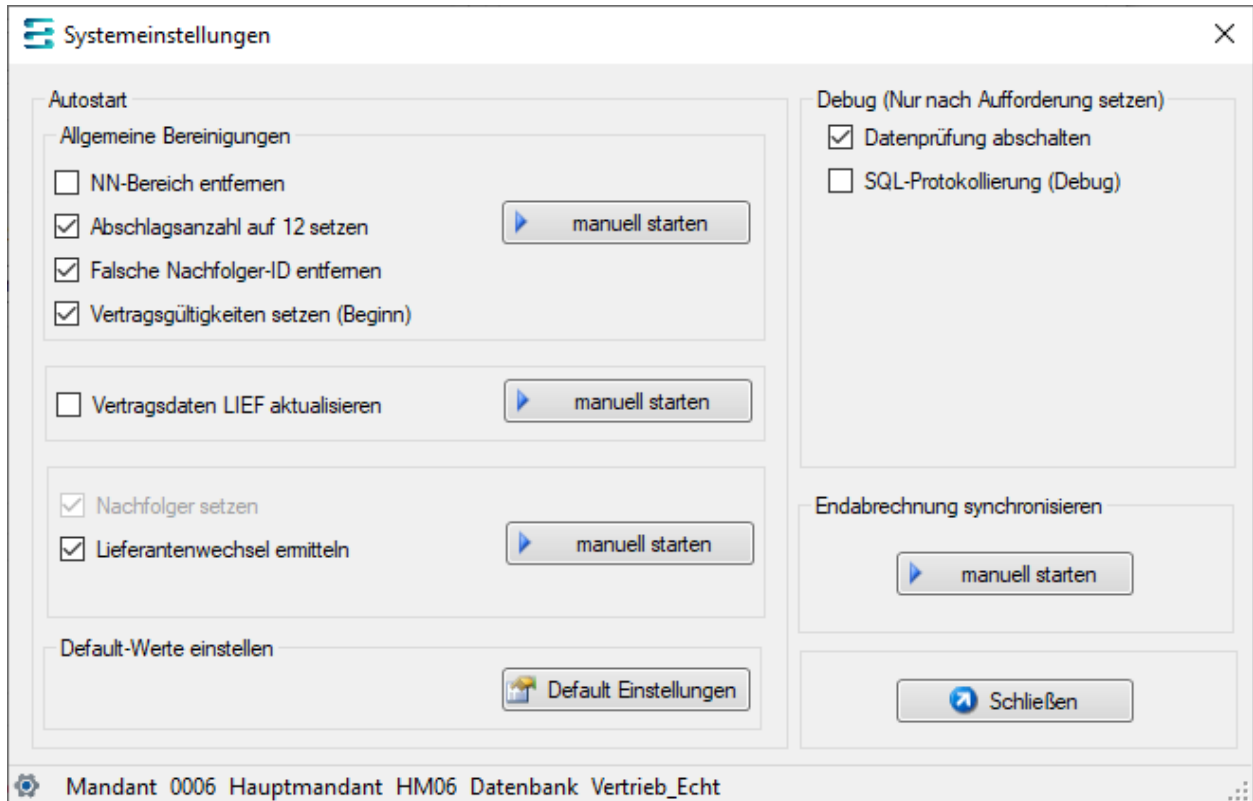 Systemeinstellungen
Autostart
Allgemeine Bereinigungen
NN-Bereich entfernen
Abschlagsanzahl auf 12 setzen
manuell starten
Falsche Nachfolger-ID entfernen
Vertragsgültigkeiten setzen (Beginn)
Vertragsdaten LIEF aktualisieren
manuell starten
Nachfolger setzen
Lieferantenwechsel ermitteln
manuell starten
Default-Werte einstellen
Default Einstellungen
Debug (Nur nach Aufforderung setzen)
Datenprüfung abschalten
SQL-Protokollierung (Debug)
Endabrechnung synchronisieren
manuell starten
Schließen
Mandant 0006 Hauptmandant HM06 Datenbank Vertrieb_Echt